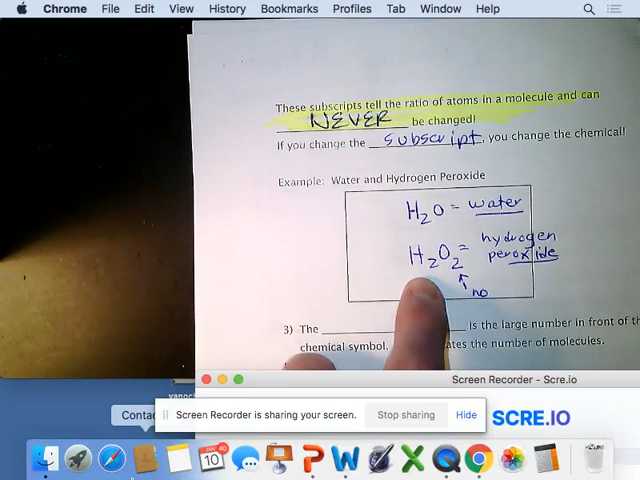 Chrome File Edit View History Bookmarks Profiles Tab Window Help
These subscripts tell the ratio of atoms in a molecule and can
NEVER be changed!
If you change the subscript, you change the chemical!
Example: Water and Hydrogen Peroxide
H₂O = water
H₂O₂ = hydrogen
peroxide
no
3) The ____________ is the large number in front of th
chemical symbol. ates the number of molecules.
Screen Recorder - Scre.io
Conta
Screen Recorder is sharing your screen. Stop sharing Hide
SCRE.IO
10